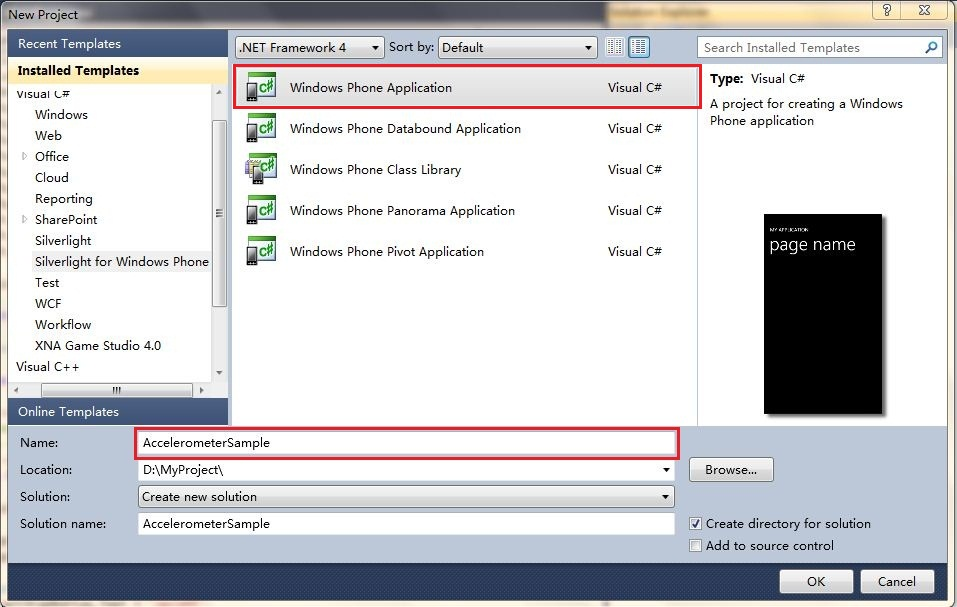 New Project
Recent Templates
Installed Templates
Visual C#
Windows
Web
Office
Cloud
Reporting
SharePoint
Silverlight
Silverlight for Windows Phone
Test
WCF
Workflow
XNA Game Studio 4.0
Visual C++
Online Templates
.NET Framework 4 Sort by: Default
Windows Phone Application Visual C#
Windows Phone Databound Application Visual C#
Windows Phone Class Library Visual C#
Windows Phone Panorama Application Visual C#
Windows Phone Pivot Application Visual C#
Search Installed Templates
Type: Visual C#
A project for creating a Windows
Phone application
MY APPLICATION
page name
Name: AccelerometerSample
Location: D:\MyProject\ Browse...
Solution: Create new solution
Solution name: AccelerometerSample
Create directory for solution
Add to source control
OK Cancel